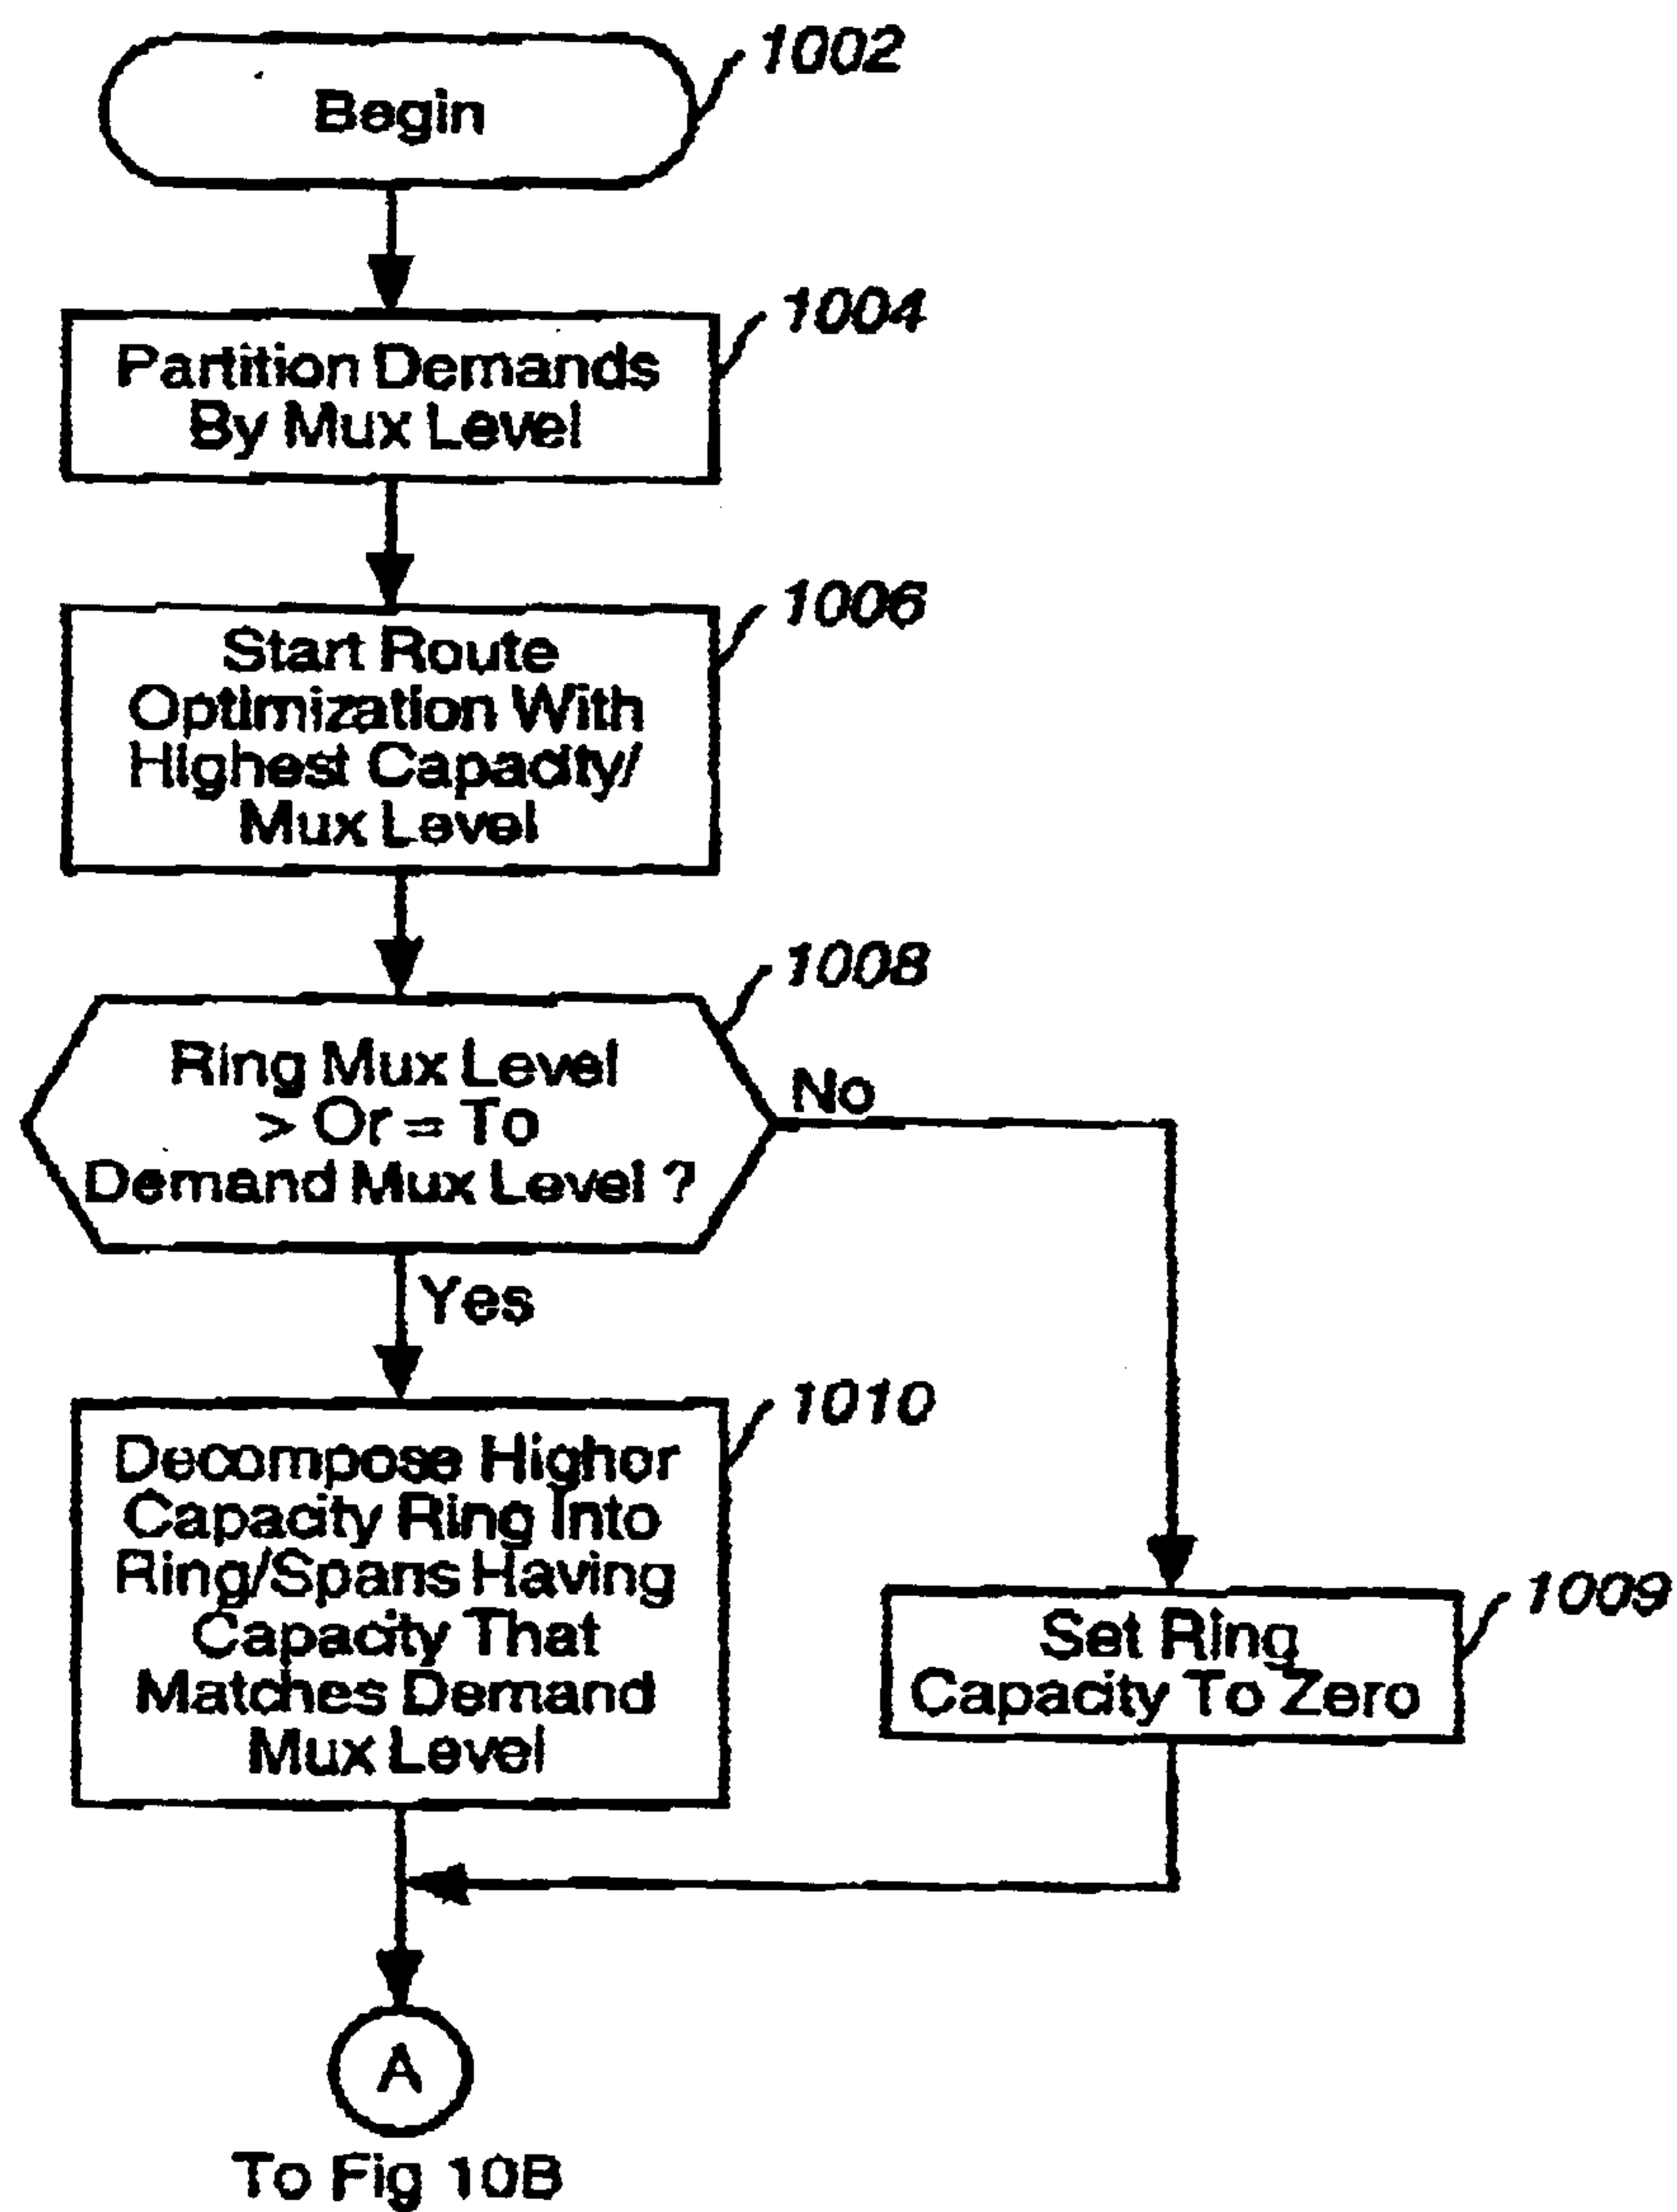 1002
Begin
1004
Partition Demands
By Mux Level
1006
Start Route
Optimization With
Highest Capacity/
Mux Level
1008
Ring Mux Level
> Or = To
Demand Mux Level ?
No
Yes
1010
Decompose Highor
Capacity Ring Into
Ring/Spans Having
Capacity That
Matches Demand
Mux Level
1009
Set Ring
Capacity To Zero
A
To Fig 10B